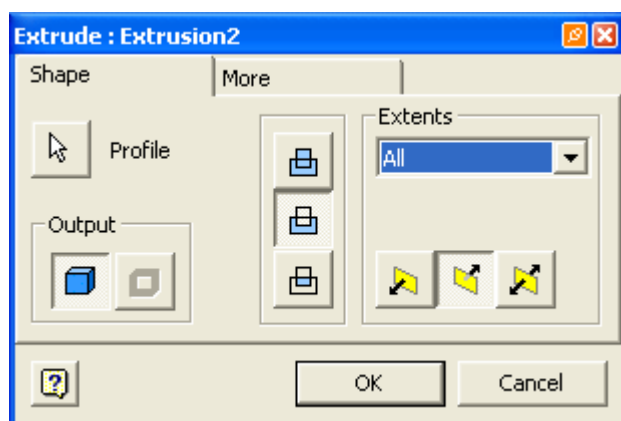 Extrude : Extrusion2
Shape
More
Profile
Extents
All
Output
?
OK
Cancel